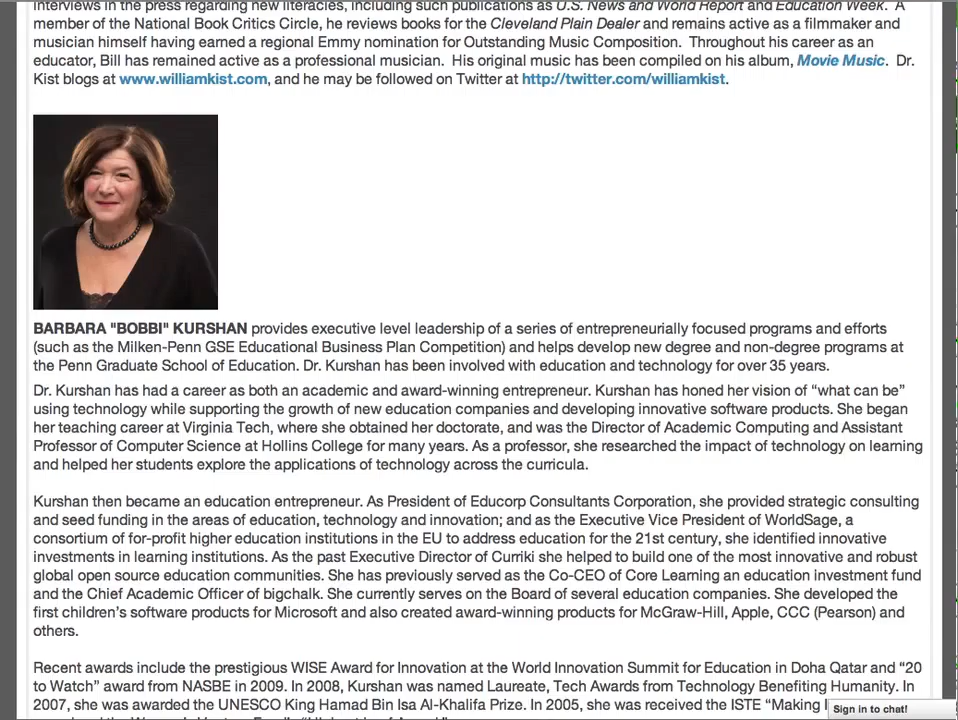 interviews in the press regarding new literacies, including such publications as U.S. News and World Report and Education Week. A
member of the National Book Critics Circle, he reviews books for the Cleveland Plain Dealer and remains active as a filmmaker and
musician himself having earned a regional Emmy nomination for Outstanding Music Composition. Throughout his career as an
educator, Bill has remained active as a professional musician. His original music has been compiled on his album, Movie Music. Dr.
Kist blogs at www.williamkist.com, and he may be followed on Twitter at http://twitter.com/williamkist.
BARBARA "BOBBI" KURSHAN provides executive level leadership of a series of entrepreneurially focused programs and efforts
(such as the Milken-Penn GSE Educational Business Plan Competition) and helps develop new degree and non-degree programs at
the Penn Graduate School of Education. Dr. Kurshan has been involved with education and technology for over 35 years.
Dr. Kurshan has had a career as both an academic and award-winning entrepreneur. Kurshan has honed her vision of “what can be”
using technology while supporting the growth of new education companies and developing innovative software products. She began
her teaching career at Virginia Tech, where she obtained her doctorate, and was the Director of Academic Computing and Assistant
Professor of Computer Science at Hollins College for many years. As a professor, she researched the impact of technology on learning
and helped her students explore the applications of technology across the curricula.
Kurshan then became an education entrepreneur. As President of Educorp Consultants Corporation, she provided strategic consulting
and seed funding in the areas of education, technology and innovation; and as the Executive Vice President of WorldSage, a
consortium of for-profit higher education institutions in the EU to address education for the 21st century, she identified innovative
investments in learning institutions. As the past Executive Director of Curriki she helped to build one of the most innovative and robust
global open source education communities. She has previously served as the Co-CEO of Core Learning an education investment fund
and the Chief Academic Officer of bigchalk. She currently serves on the Board of several education companies. She developed the
first children’s software products for Microsoft and also created award-winning products for McGraw-Hill, Apple, CCC (Pearson) and
others.
Recent awards include the prestigious WISE Award for Innovation at the World Innovation Summit for Education in Doha Qatar and “20
to Watch” award from NASBE in 2009. In 2008, Kurshan was named Laureate, Tech Awards from Technology Benefiting Humanity. In
2007, she was awarded the UNESCO King Hamad Bin Isa Al-Khalifa Prize. In 2005, she was received the ISTE “Making
Sign in to chat!